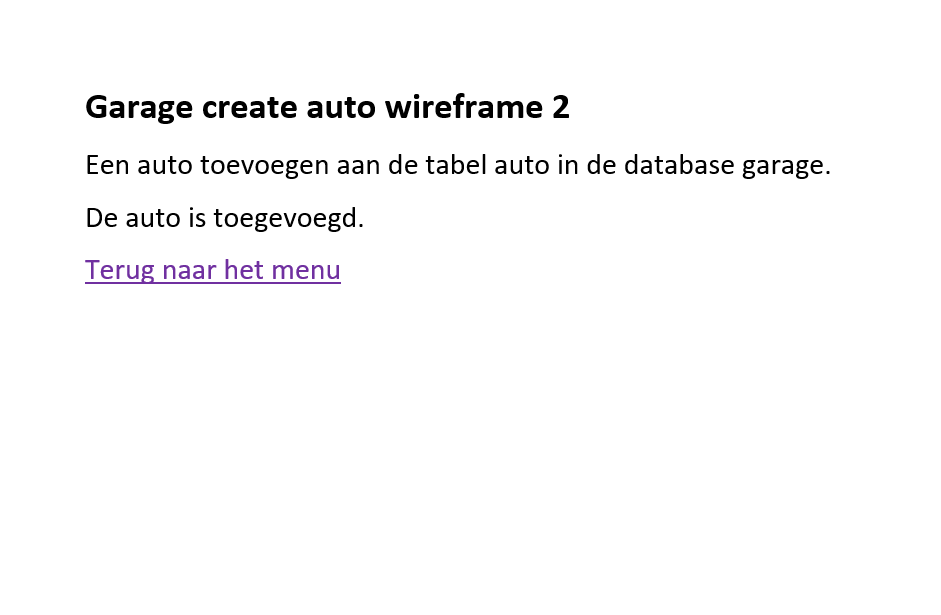 Garage create auto wireframe 2
Een auto toevoegen aan de tabel auto in de database garage.
De auto is toegevoegd.
Terug naar het menu